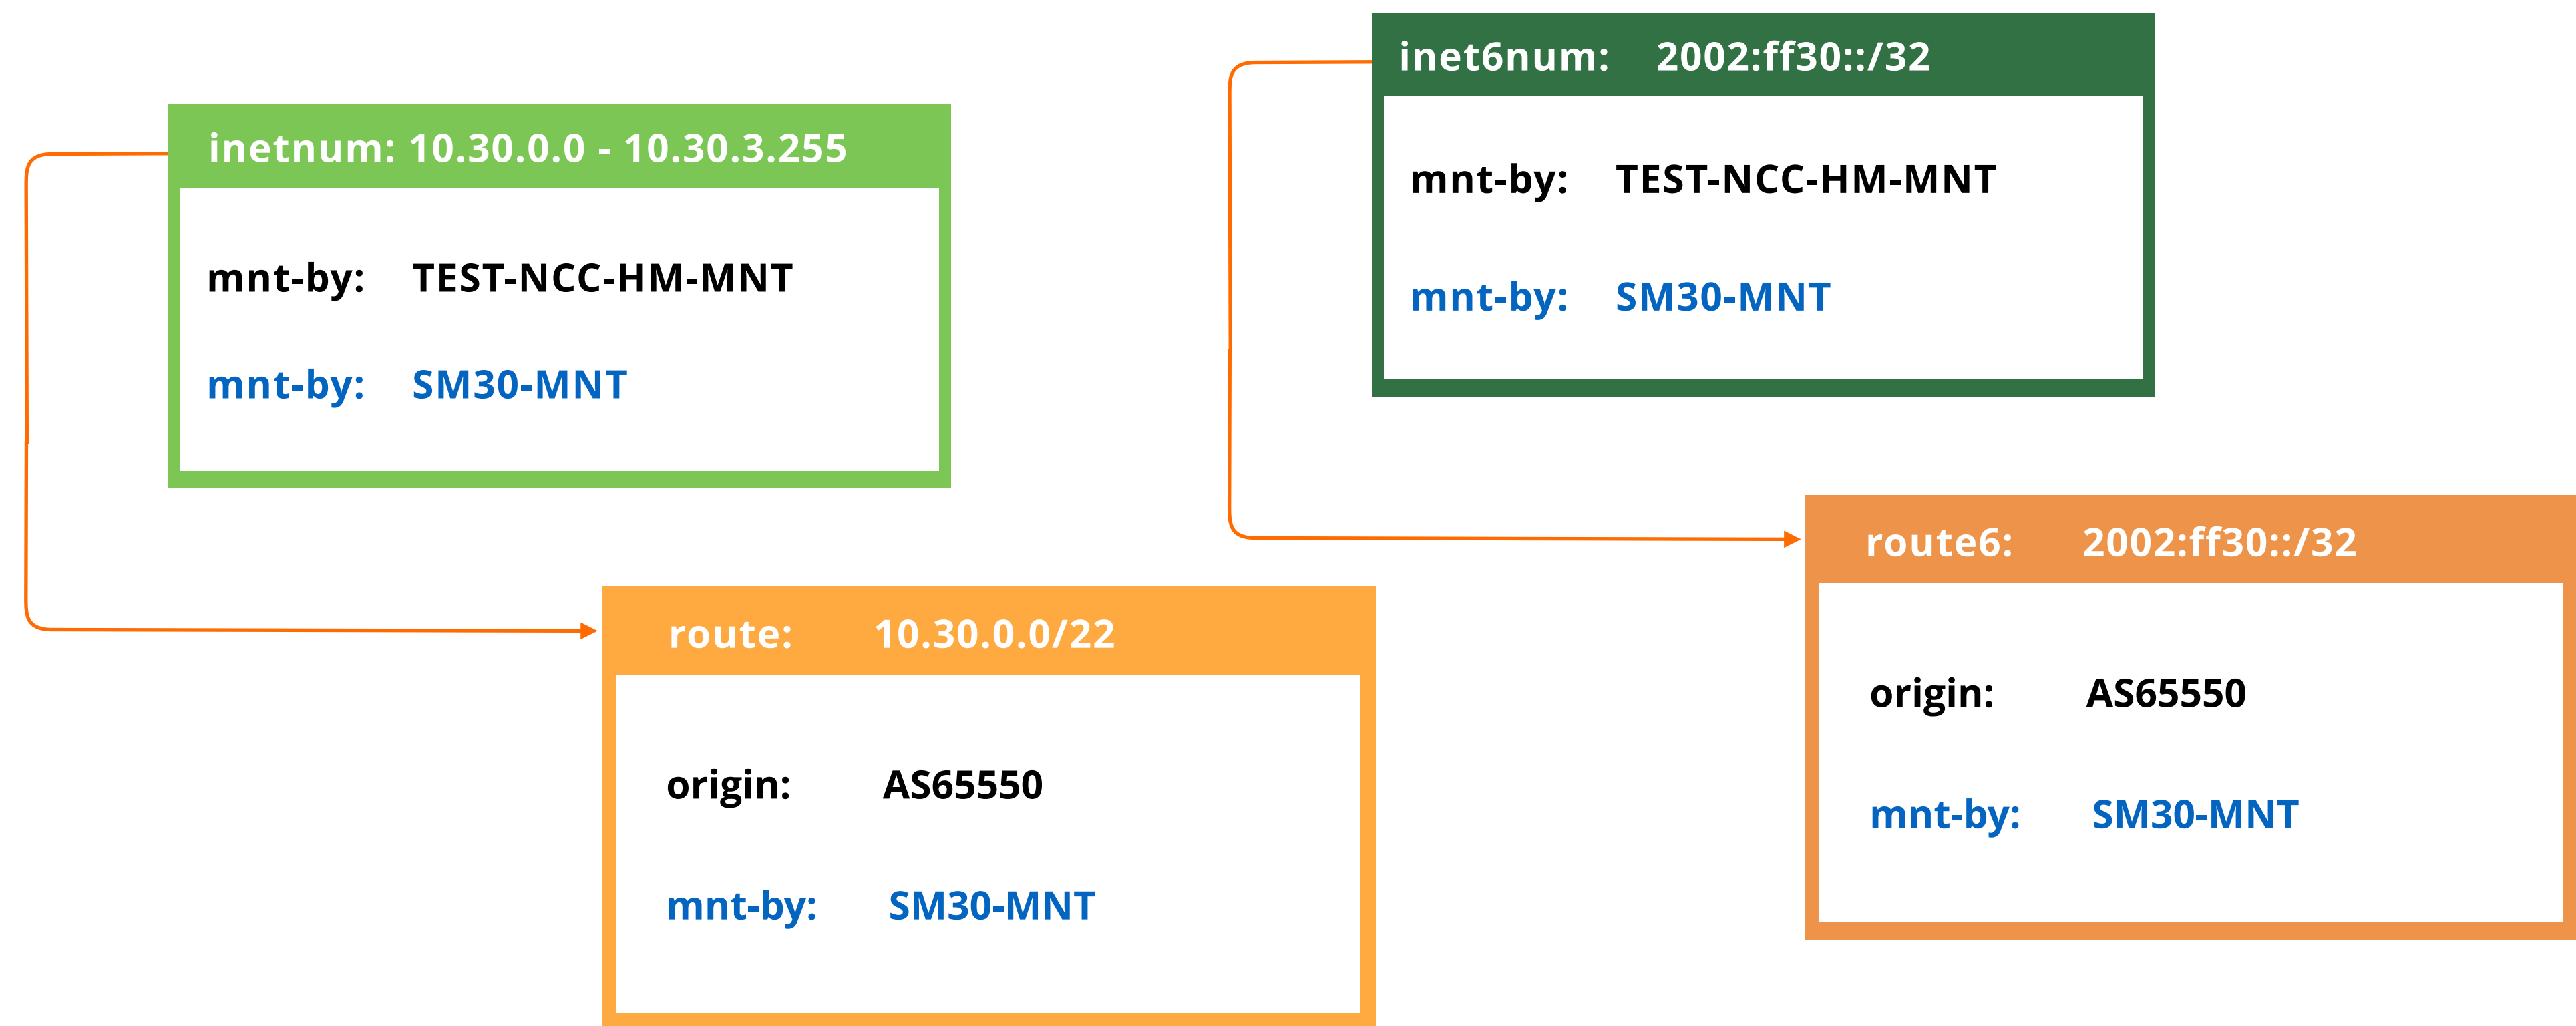 inetnum: 10.30.0.0 - 10.30.3.255
mnt-by: TEST-NCC-HM-MNT
mnt-by: SM30-MNT
route: 10.30.0.0/22
origin: AS65550
mnt-by: SM30-MNT
inet6num: 2002:ff30::/32
mnt-by: TEST-NCC-HM-MNT
mnt-by: SM30-MNT
route6: 2002:ff30::/32
origin: AS65550
mnt-by: SM30-MNT